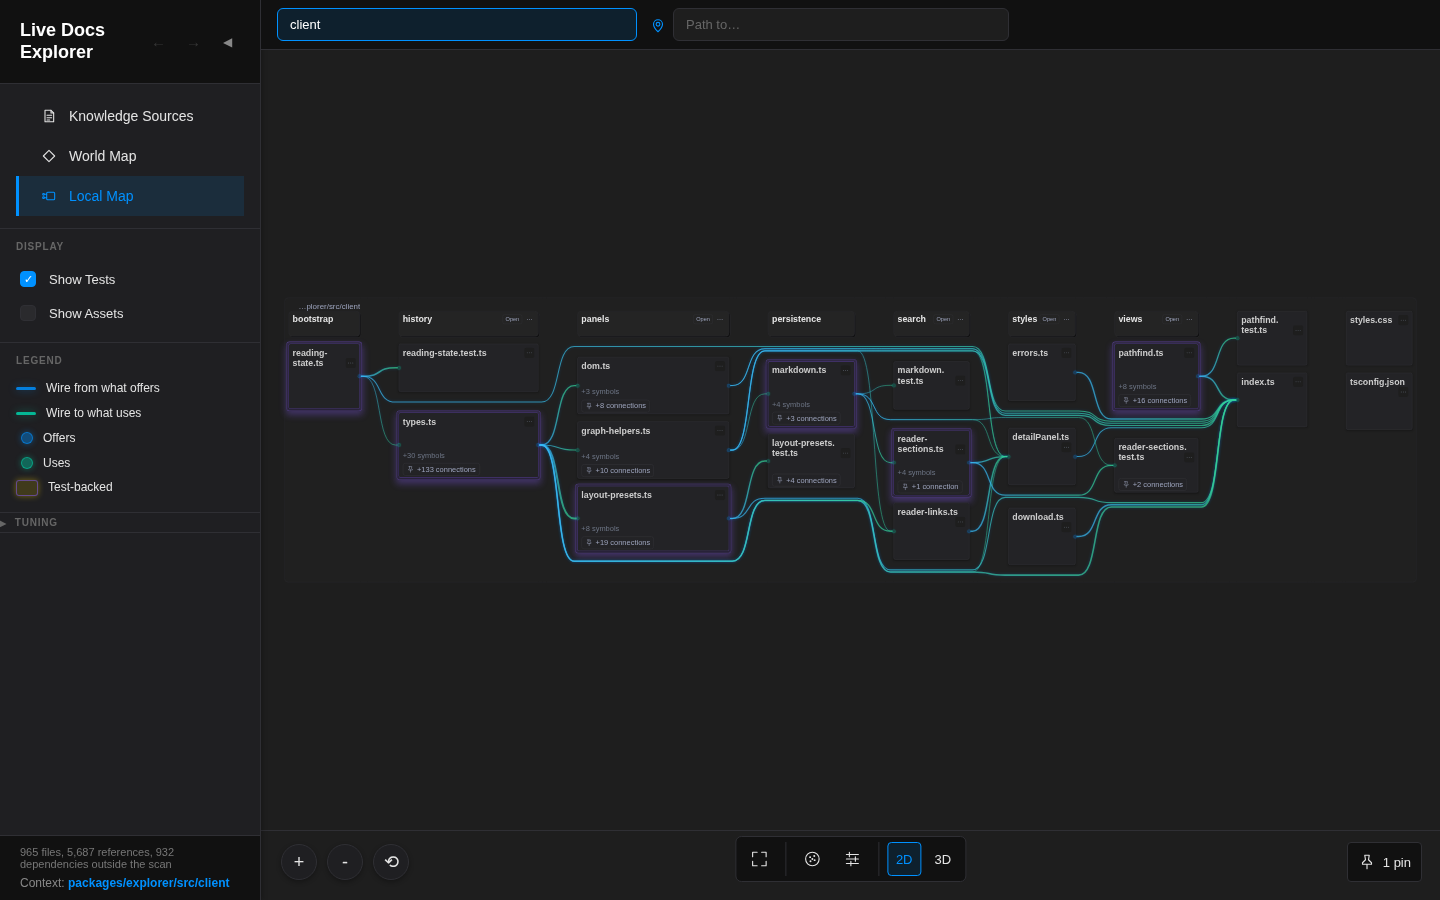 Live Docs
Explorer
← → ◀
Knowledge Sources
World Map
Local Map
DISPLAY
✓ Show Tests
Show Assets
LEGEND
Wire from what offers
Wire to what uses
Offers
Uses
Test-backed
▶ TUNING
965 files, 5,687 references, 932
dependencies outside the scan
Context: packages/explorer/src/client
client
Path to…
…plorer/src/client
bootstrap
reading-
state.ts
history Open ···
reading-state.test.ts
types.ts
+30 symbols
+133 connections
panels Open ···
dom.ts
+3 symbols
+8 connections
graph-helpers.ts
+4 symbols
+10 connections
layout-presets.ts
+8 symbols
+19 connections
persistence
markdown.ts
+4 symbols
+3 connections
layout-presets.
test.ts
+4 connections
search Open ···
markdown.
test.ts
reader-
sections.ts
+4 symbols
+1 connection
reader-links.ts
styles Open ···
errors.ts
detailPanel.ts
download.ts
views Open ···
pathfind.ts
+8 symbols
+16 connections
reader-sections.
test.ts
+2 connections
pathfind.
test.ts
index.ts
styles.css
tsconfig.json
+
-
⟲
2D
3D
1 pin